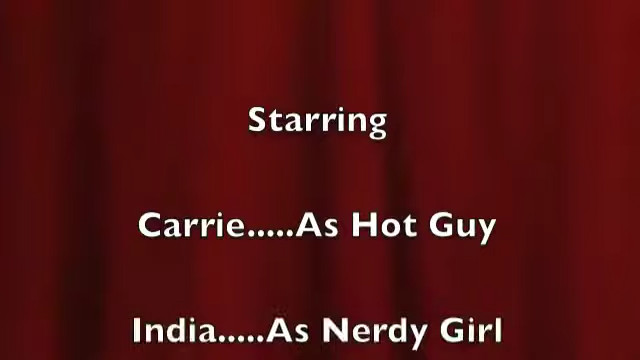 Starring
Carrie.....As Hot Guy
India.....As Nerdy Girl